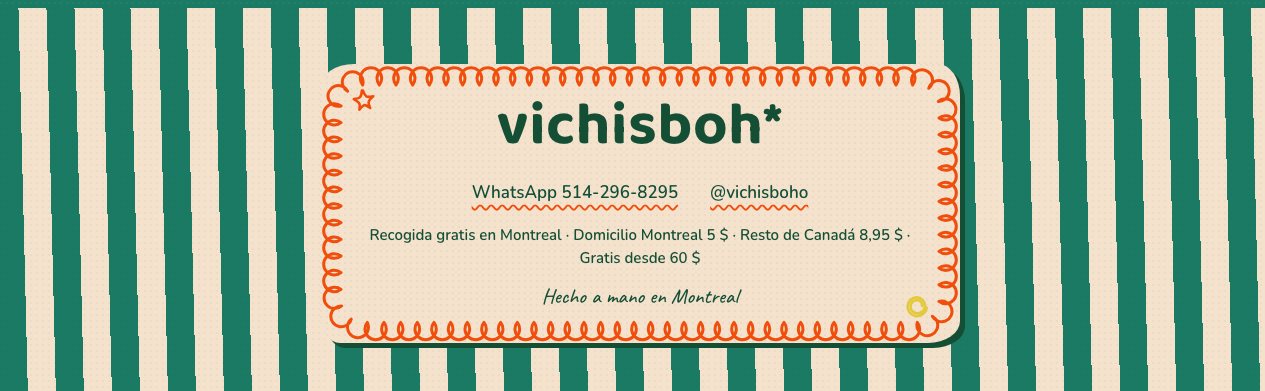 vichisboh*
WhatsApp 514-296-8295 @vichisboho
Recogida gratis en Montreal · Domicilio Montreal 5 $ · Resto de Canadá 8,95 $ ·
Gratis desde 60 $
Hecho a mano en Montreal